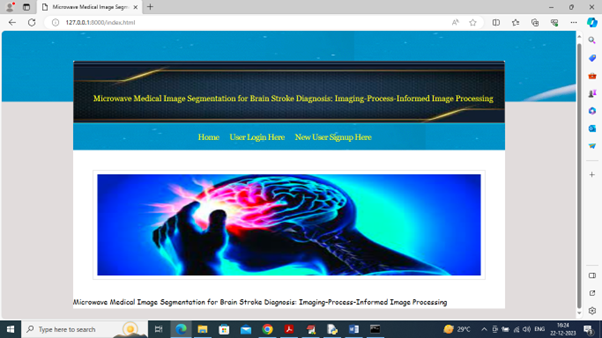 Microwave Medical Image Segm
127.0.0.1:8000/index.html
Microwave Medical Image Segmentation for Brain Stroke Diagnosis: Imaging-Process-Informed Image Processing
Home User Login Here New User Signup Here
Microwave Medical Image Segmentation for Brain Stroke Diagnosis: Imaging-Process-Informed Image Processing
Type here to search
29°C
ENG
16:24
22-12-2023